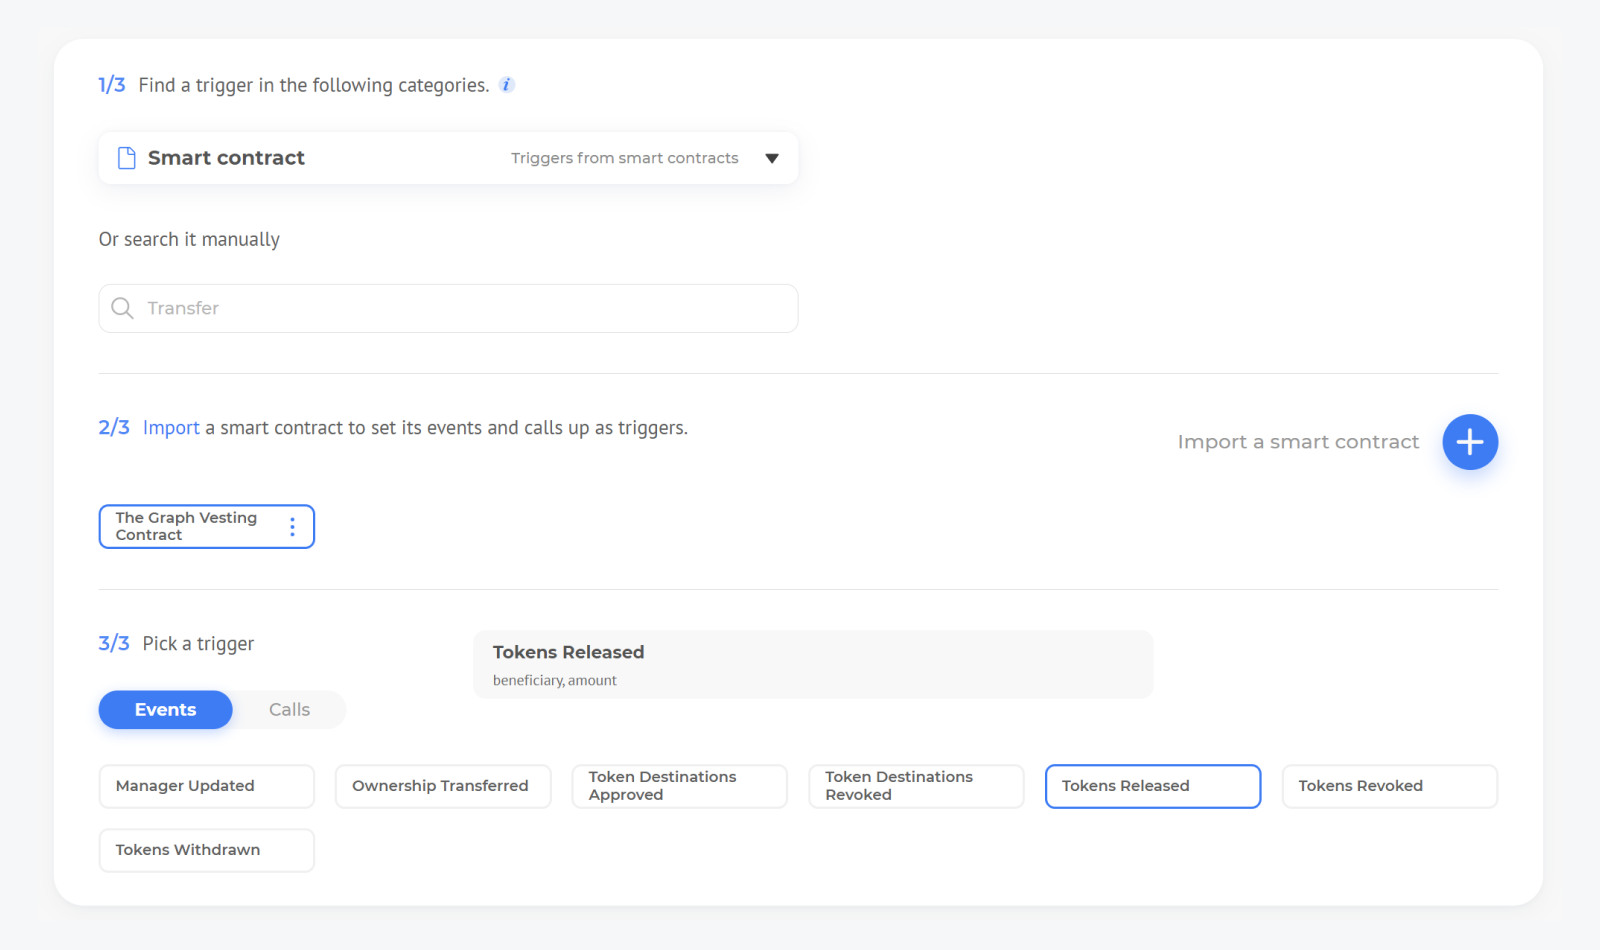 1/3 Find a trigger in the following categories. i
Smart contract Triggers from smart contracts
Or search it manually
Transfer
2/3 Import a smart contract to set its events and calls up as triggers.
Import a smart contract
The Graph Vesting
Contract
3/3 Pick a trigger
Tokens Released
beneficiary, amount
Events Calls
Manager Updated
Ownership Transferred
Token Destinations
Approved
Token Destinations
Revoked
Tokens Released
Tokens Revoked
Tokens Withdrawn